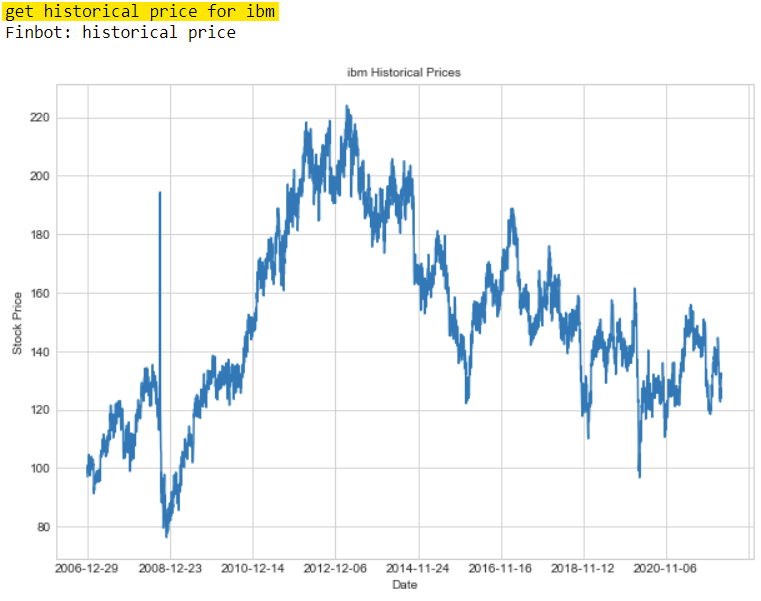 get historical price for ibm
Finbot: historical price
ibm Historical Prices
220
200
180
160
140
120
100
80
Stock Price
2006-12-29 2008-12-23 2010-12-14 2012-12-06 2014-11-24 2016-11-16 2018-11-12 2020-11-06
Date